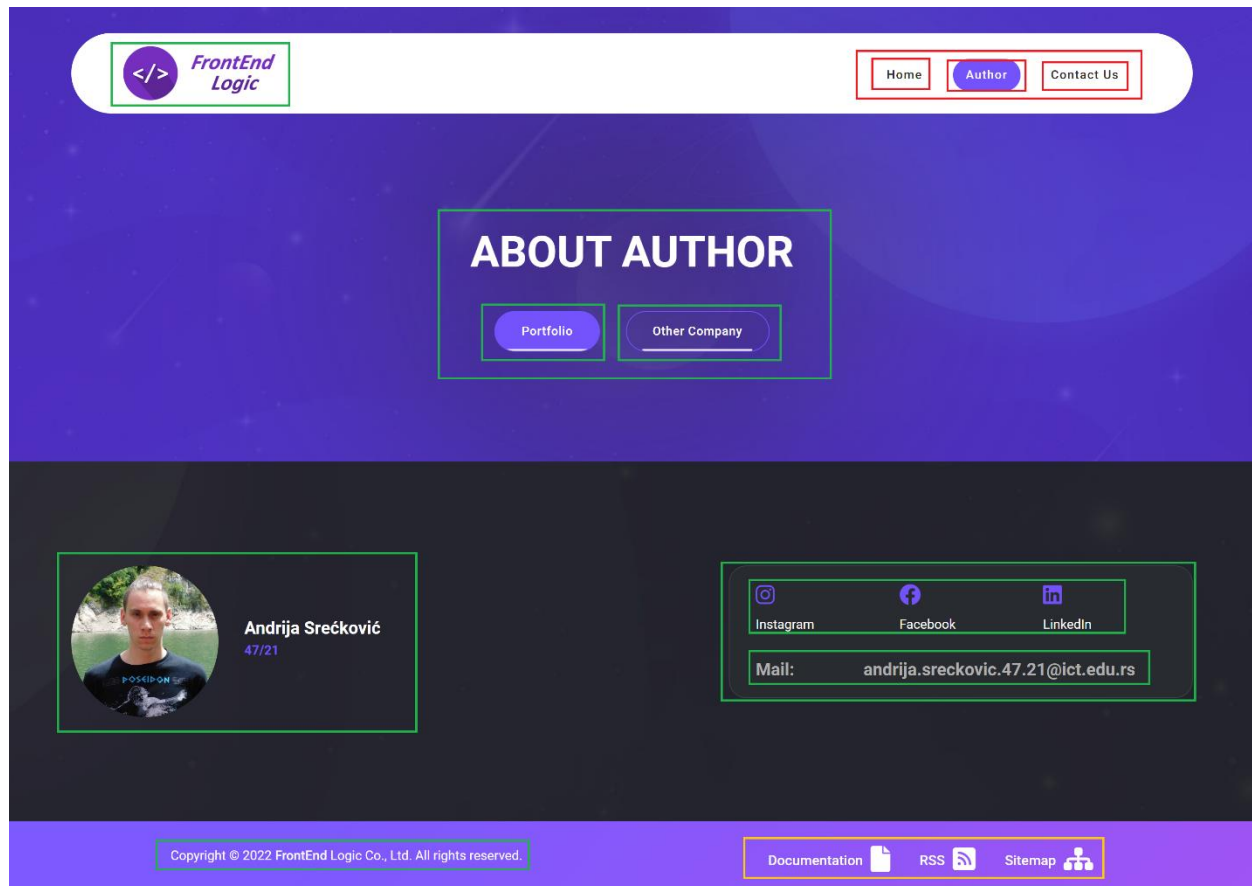 </>
FrontEnd
Logic
Home Author Contact Us
ABOUT AUTHOR
Portfolio Other Company
Andrija Srećković
47/21
POSEIDON
Instagram Facebook LinkedIn
Mail: andrija.sreckovic.47.21@ict.edu.rs
Copyright © 2022 FrontEnd Logic Co., Ltd. All rights reserved.
Documentation RSS Sitemap